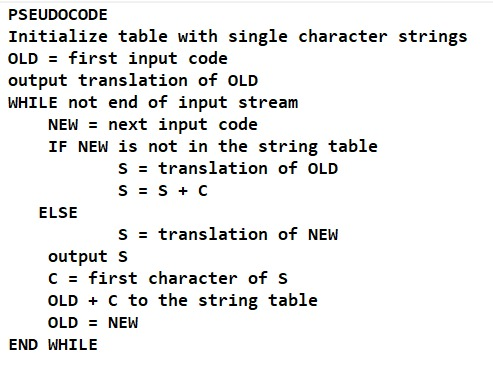 PSEUDOCODE
Initialize table with single character strings
OLD = first input code
output translation of OLD
WHILE not end of input stream
NEW = next input code
IF NEW is not in the string table
S = translation of OLD
S = S + C
ELSE
S = translation of NEW
output S
C = first character of S
OLD + C to the string table
OLD = NEW
END WHILE